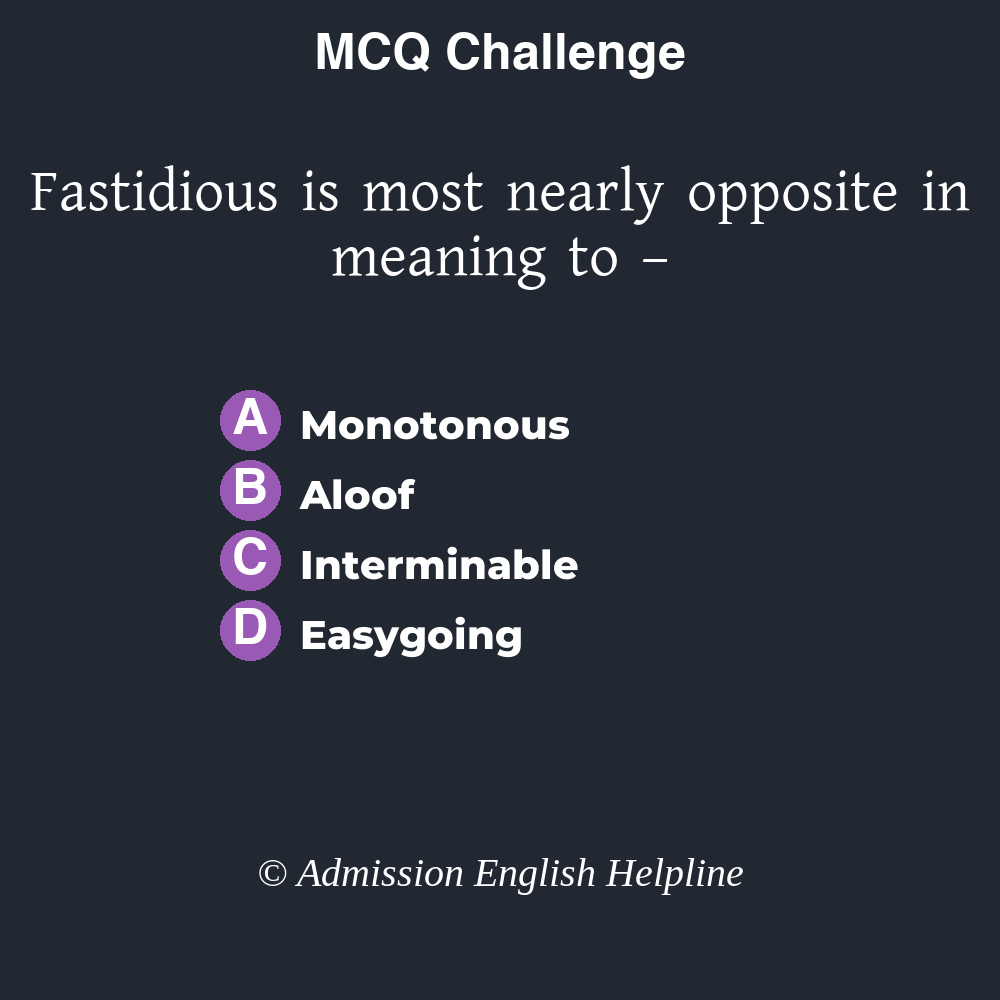 MCQ Challenge
Fastidious is most nearly opposite in
meaning to –
A Monotonous
B Aloof
C Interminable
D Easygoing
© Admission English Helpline